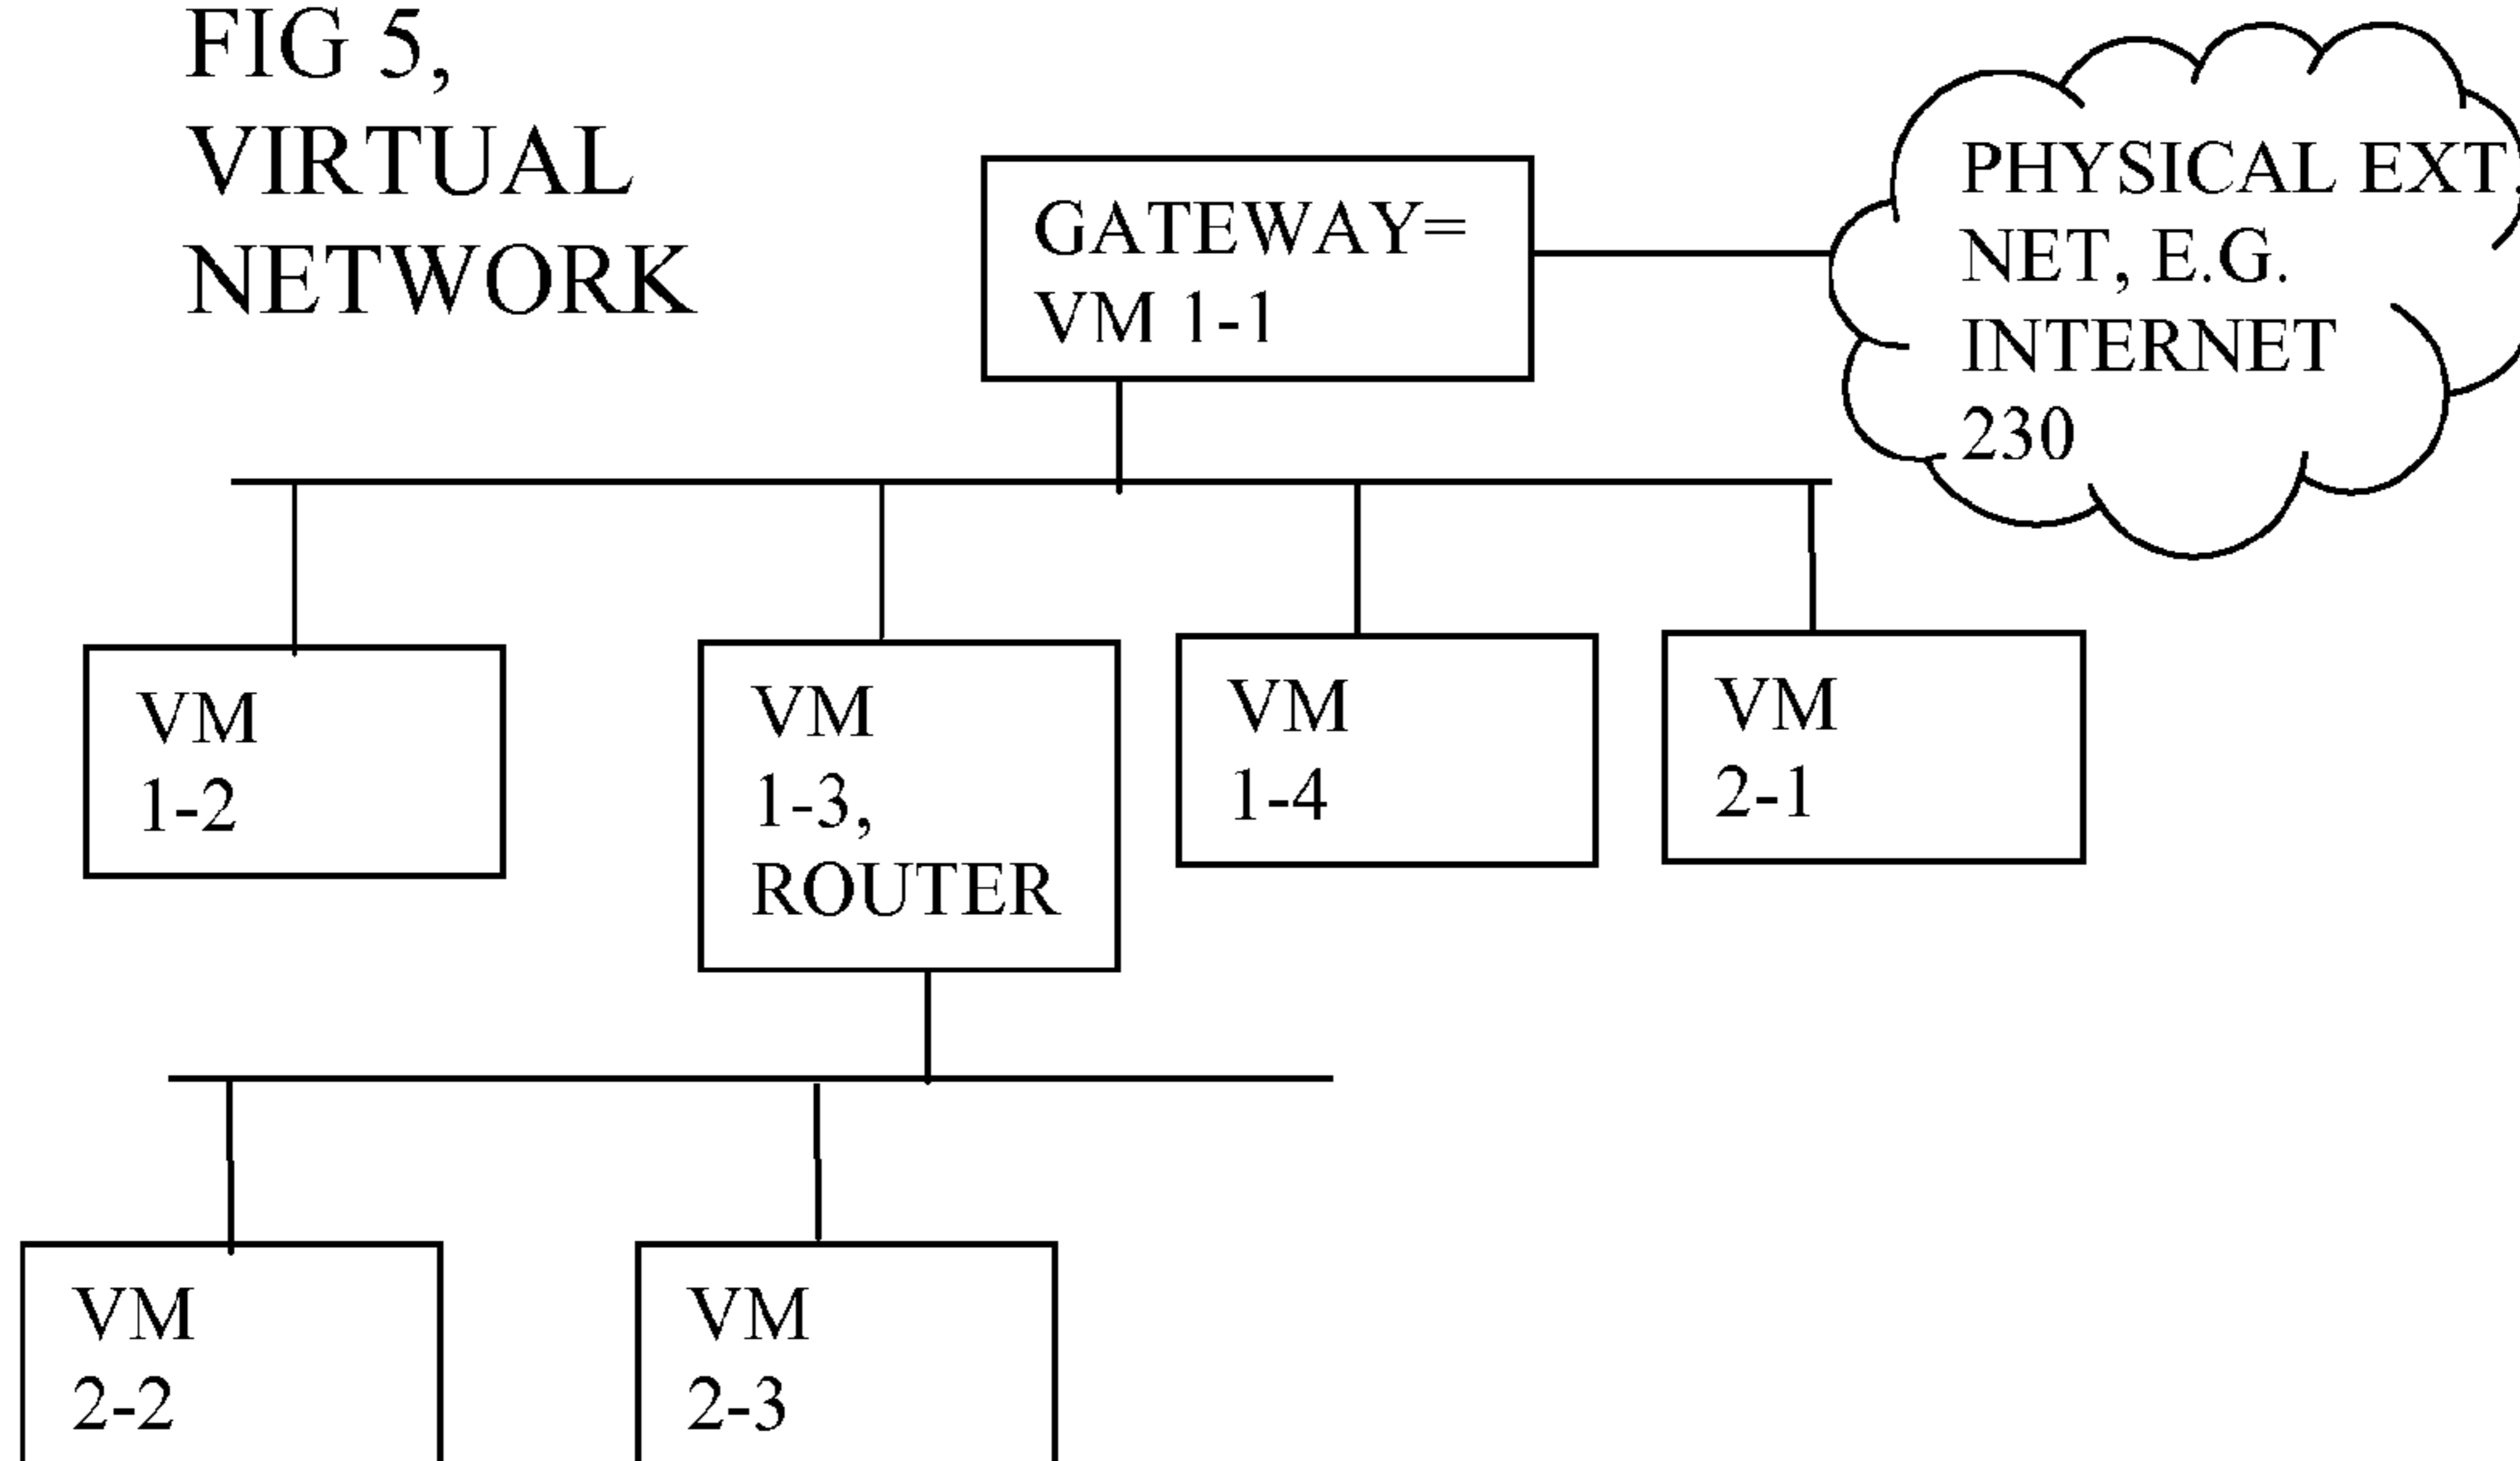 FIG 5,
VIRTUAL
NETWORK
GATEWAY=
VM 1-1
PHYSICAL EXT.
NET, E.G.
INTERNET
230
VM
1-2
VM
1-3,
ROUTER
VM
1-4
VM
2-1
VM
2-2
VM
2-3